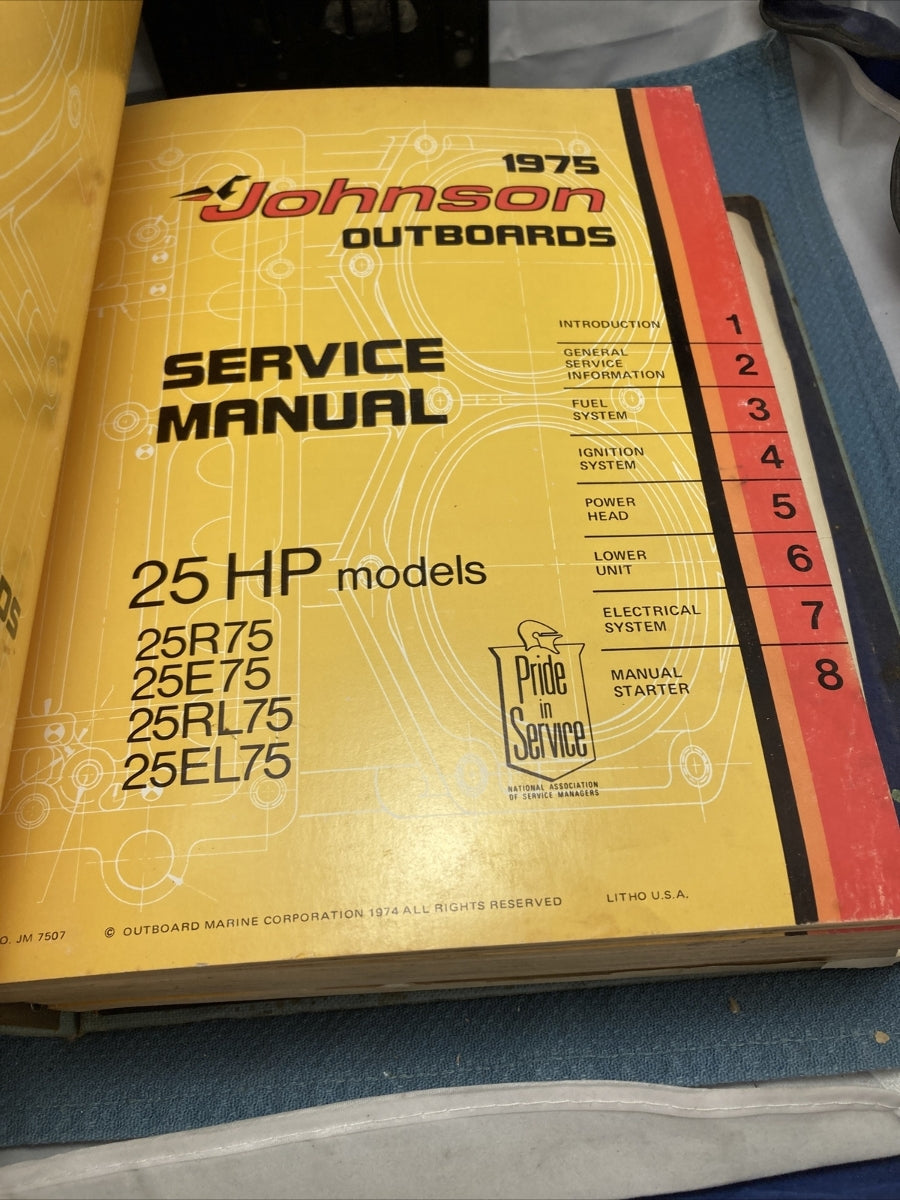 1975
Johnson
OUTBOARDS
SERVICE
MANUAL
INTRODUCTION 1
GENERAL
SERVICE
INFORMATION 2
FUEL
SYSTEM 3
IGNITION
SYSTEM 4
POWER
HEAD 5
LOWER
UNIT 6
ELECTRICAL
SYSTEM 7
MANUAL
STARTER 8
25 HP models
25R75
25E75
25RL75
25EL75
Pride
in
Service
NATIONAL ASSOCIATION
OF SERVICE MANAGERS
O. JM 7507
© OUTBOARD MARINE CORPORATION 1974 ALL RIGHTS RESERVED
LITHO U.S.A.